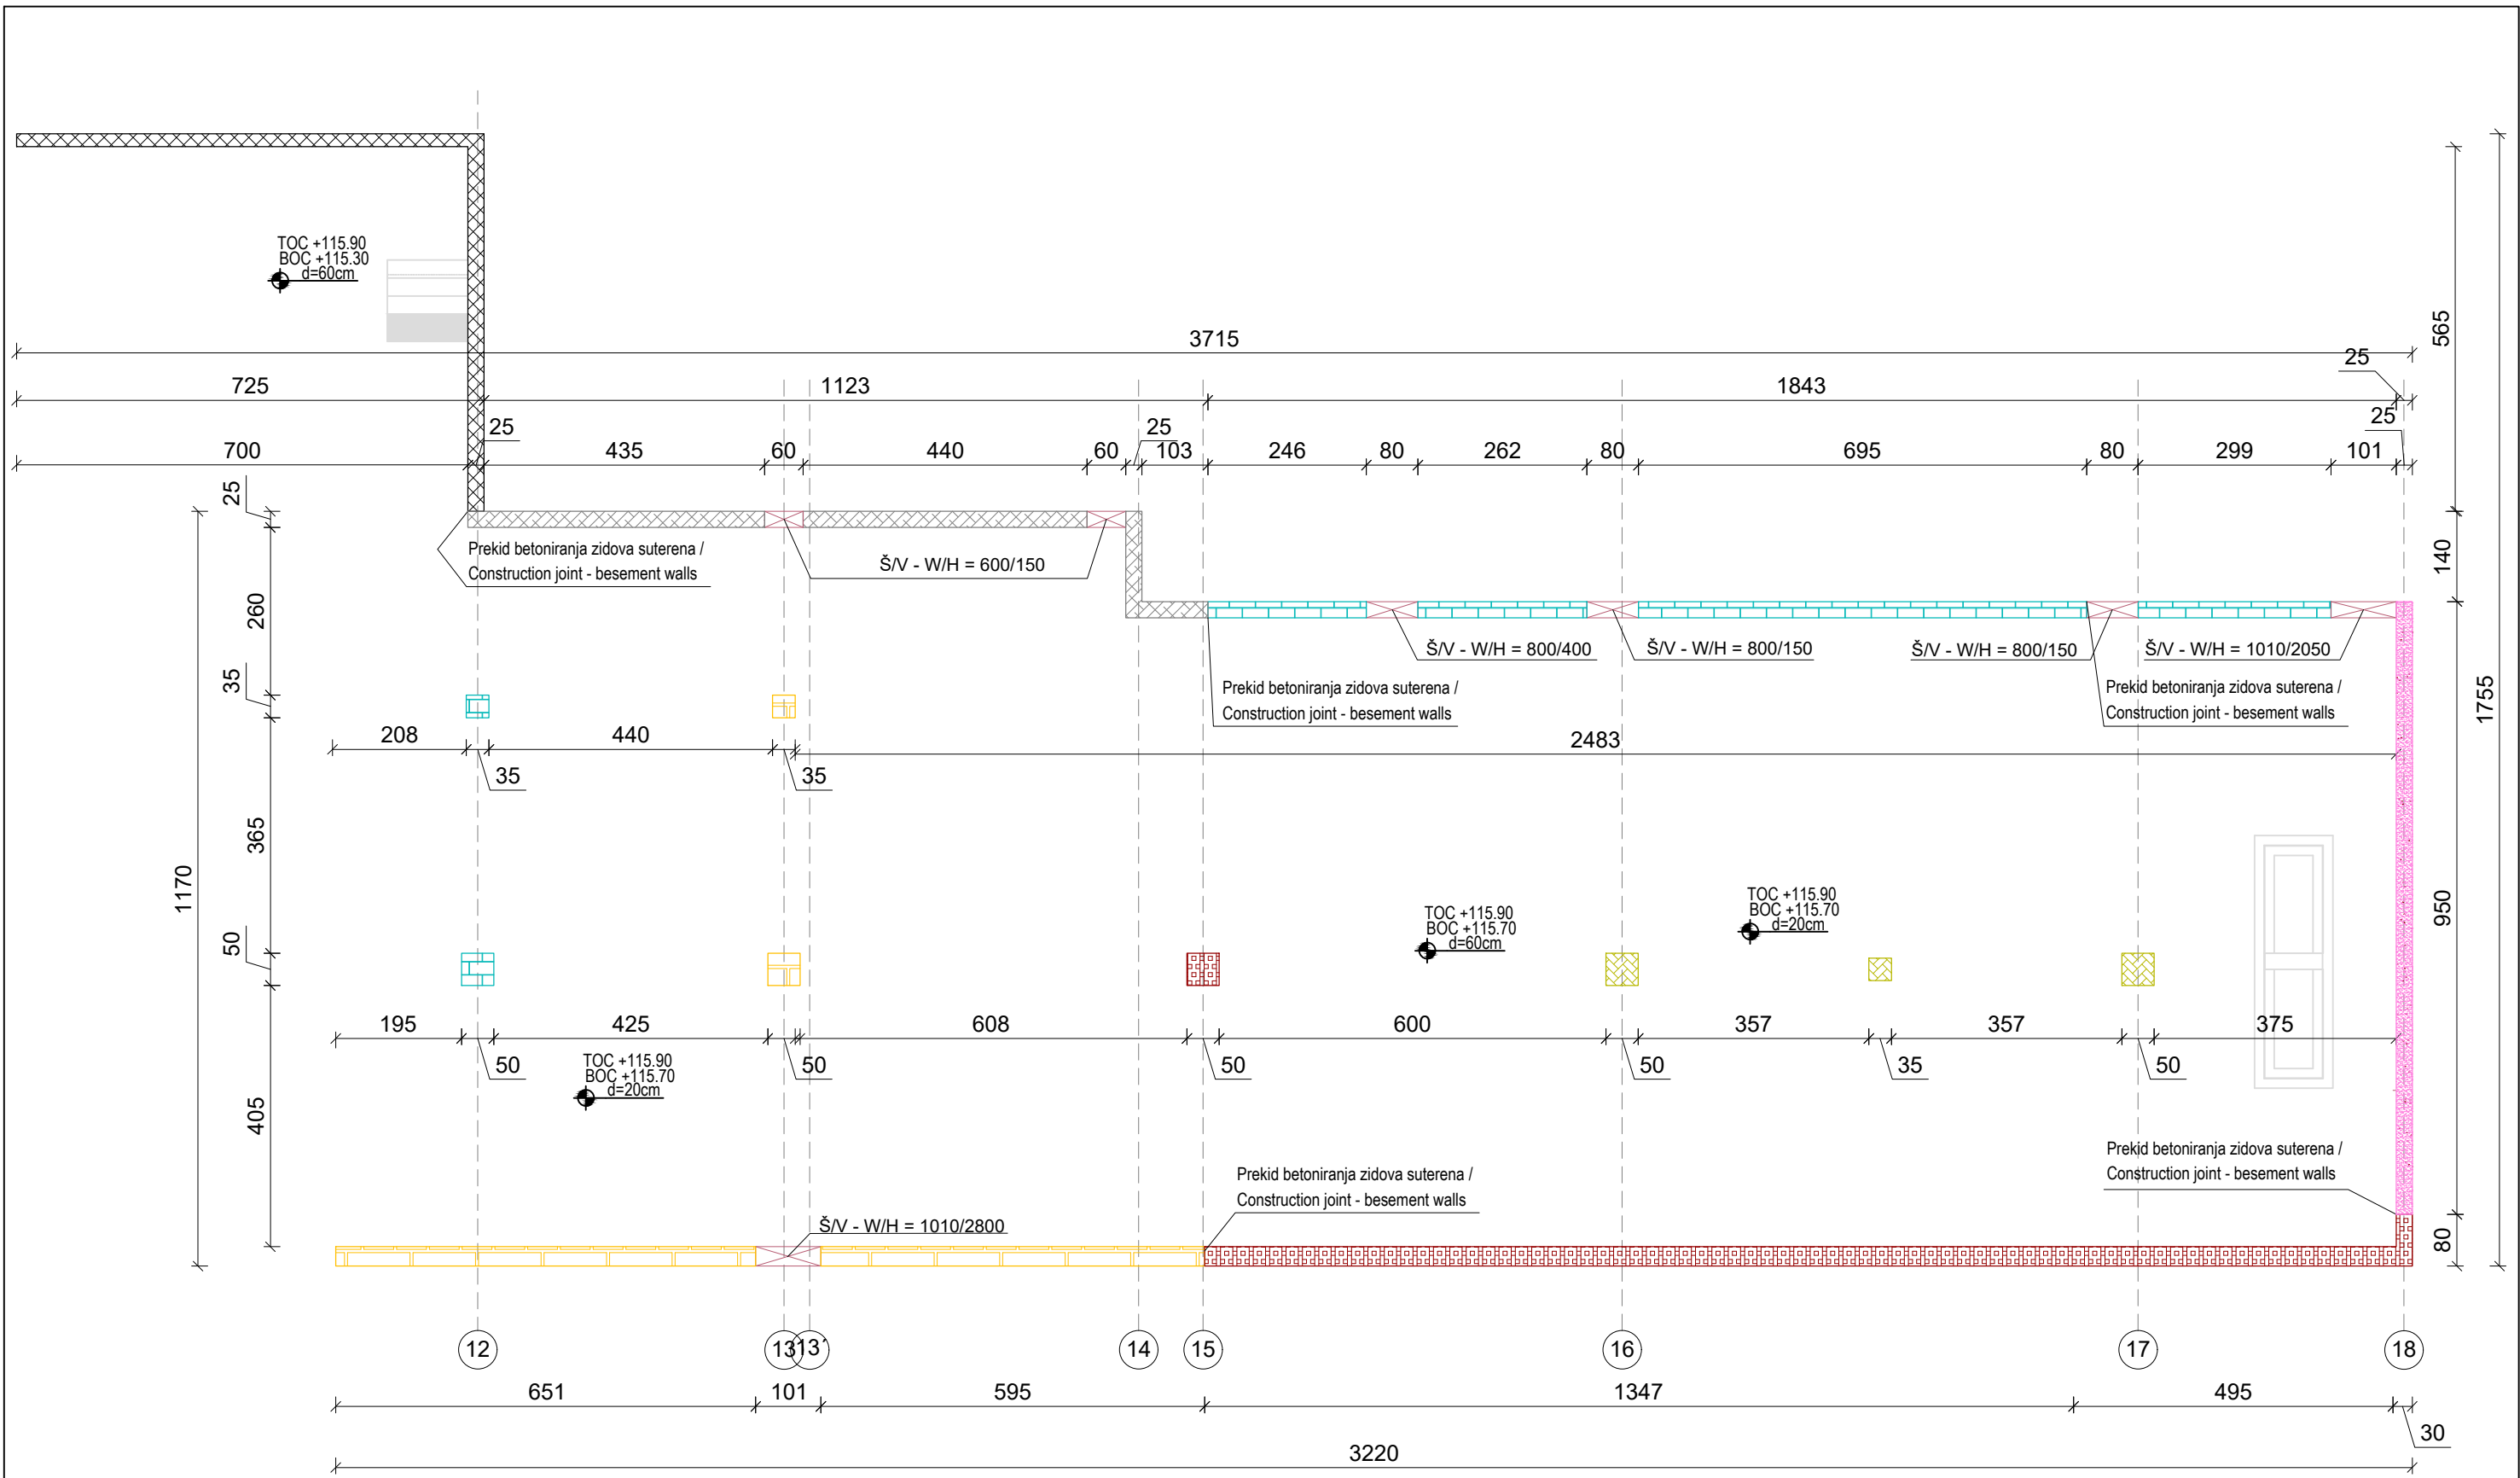 TOC +115.90
BOC +115.30
d=60cm
3715
565
25
725
1123
1843
25
25
25
700
435
60
440
60
103
246
80
262
80
695
80
299
101
25
Prekid betoniranja zidova suterena /
Construction joint - besement walls
Š/V - W/H = 600/150
140
260
Š/V - W/H = 800/400
Š/V - W/H = 800/150
Š/V - W/H = 800/150
Š/V - W/H = 1010/2050
35
Prekid betoniranja zidova suterena /
Construction joint - besement walls
Prekid betoniranja zidova suterena /
Construction joint - besement walls
1755
208
440
2483
35
35
365
1170
TOC +115.90
BOC +115.70
d=60cm
TOC +115.90
BOC +115.70
d=20cm
950
50
195
425
608
600
357
357
375
50
50
50
50
35
50
TOC +115.90
BOC +115.70
d=20cm
405
Prekid betoniranja zidova suterena /
Construction joint - besement walls
Prekid betoniranja zidova suterena /
Construction joint - besement walls
Š/V - W/H = 1010/2800
80
12
13
13'
14
15
16
17
18
651
101
595
1347
495
30
3220